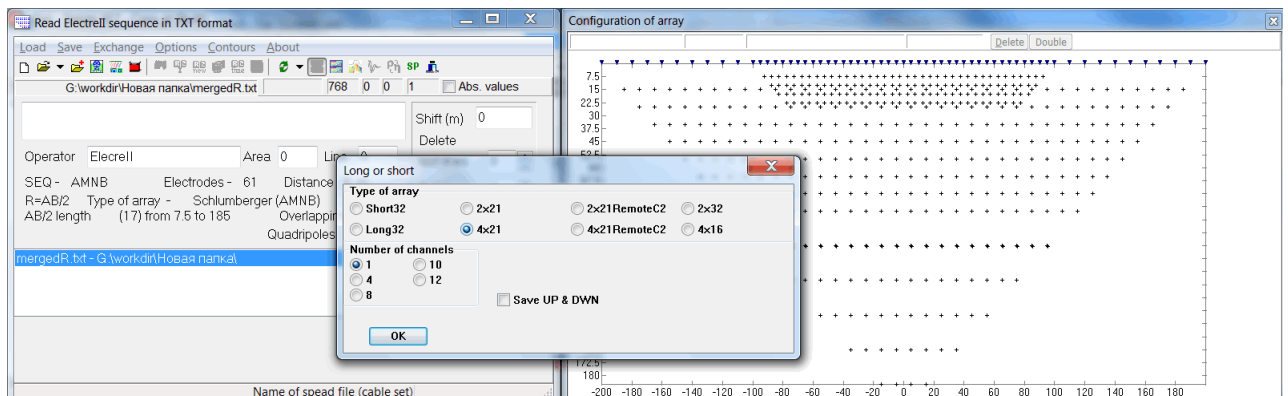 Read ElectreII sequence in TXT format
Load Save Exchange Options Contours About
SP
G:\workdir\Новая папка\mergedR.txt 768 0 0 1 Abs. values
Shift (m) 0
Delete
Operator ElecreII Area 0 Line 0
SEQ - AMNB Electrodes - 61 Distance
R=AB/2 Type of array - Schlumberger (AMNB)
AB/2 length (17) from 7.5 to 185
Quadripoles
mergedR.txt - G:\workdir\Новая папка\
Name of spead file (cable set)
Long or short
Type of array
Short32 2x21 2x21RemoteC2 2x32
Long32 4x21 4x21RemoteC2 4x16
Number of channels
1 10
4 12
8
Save UP & DWN
OK
Configuration of array
Delete Double
7.5
15
22.5
30
37.5
45
52.5
172.5
180
-200 -180 -160 -140 -120 -100 -80 -60 -40 -20 0 20 40 60 80 100 120 140 160 180